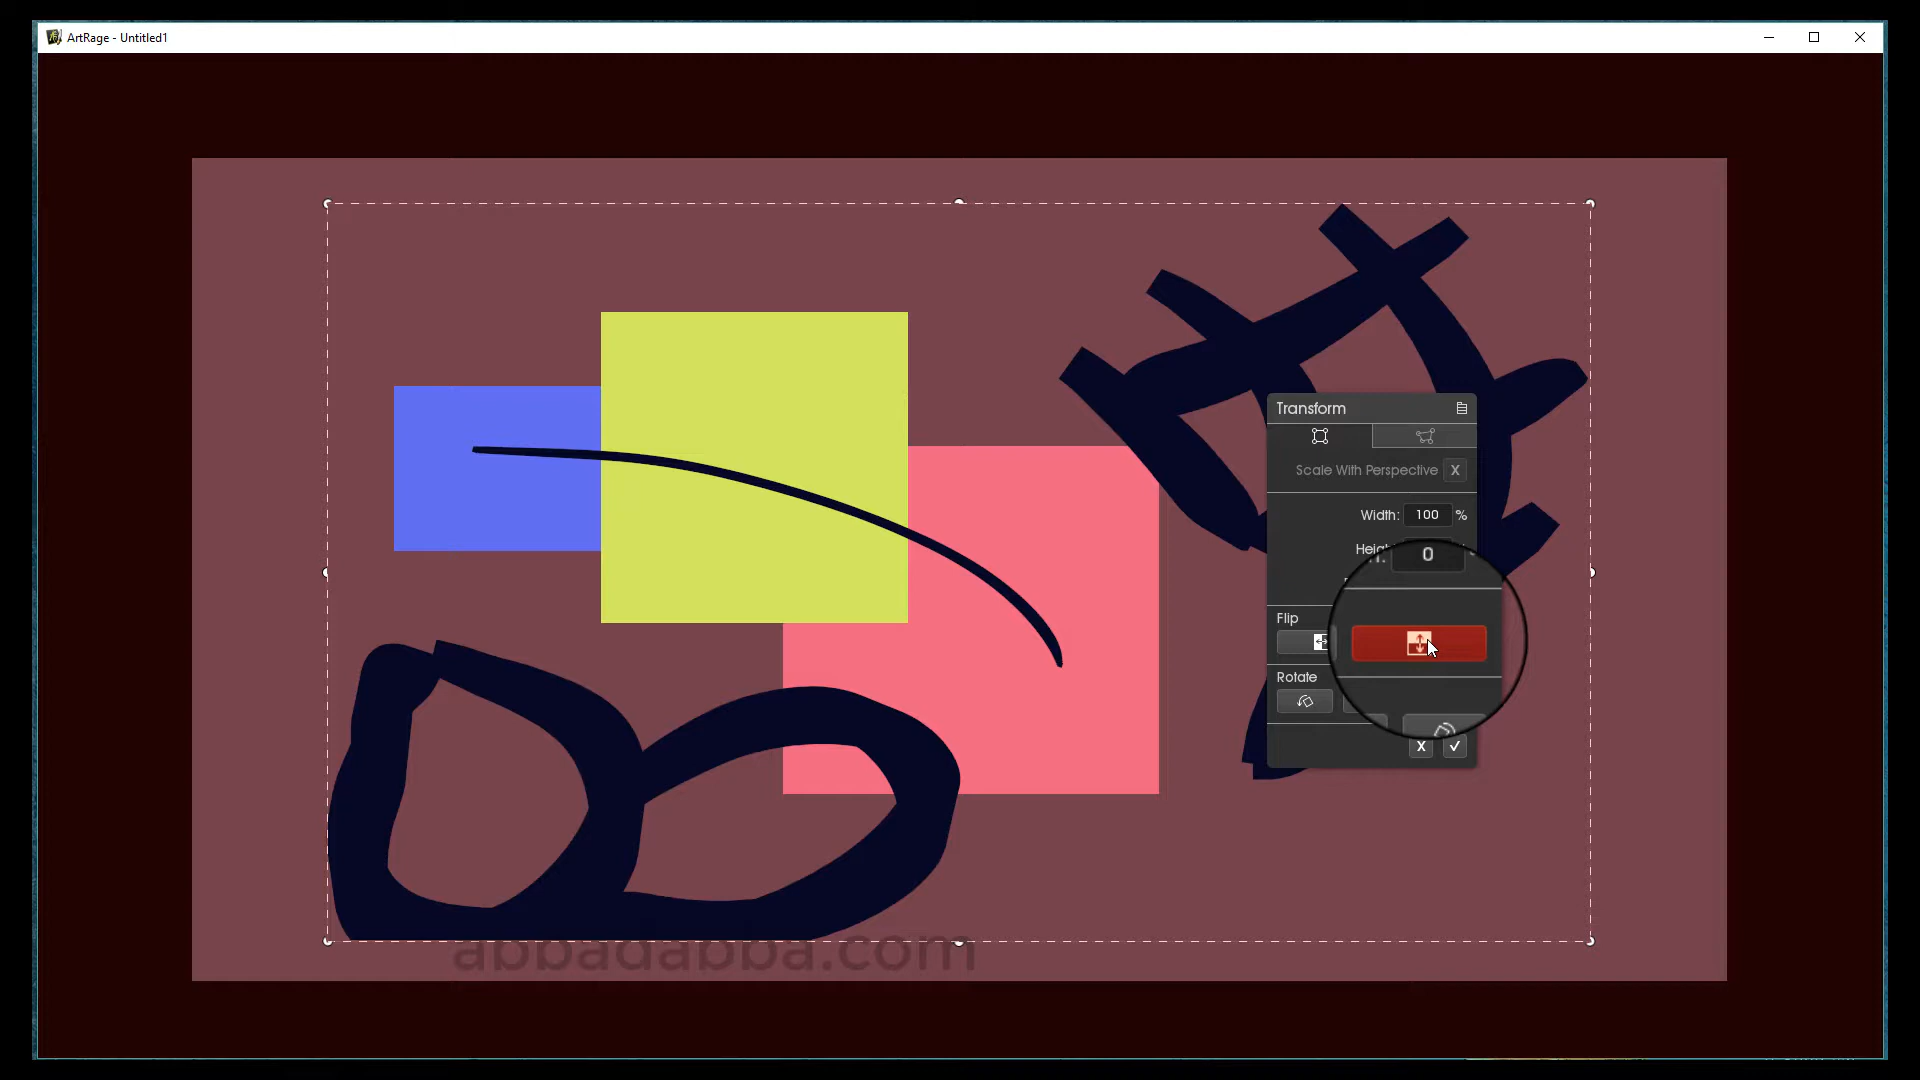 ArtRage - Untitled1
Transform
Scale With Perspective X
Width: 100 %
0
Flip
Rotate
X ✓
abbadabba.com